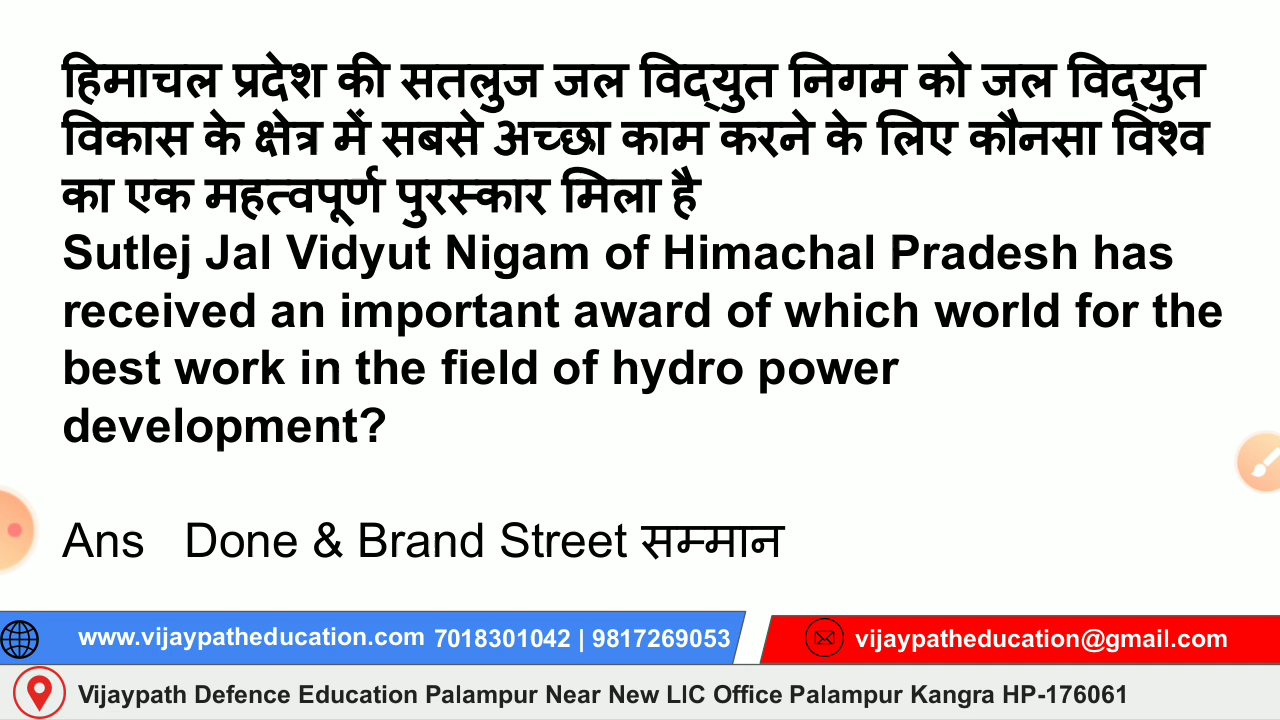 हिमाचल प्रदेश की सतलुज जल विद्युत निगम को जल विद्युत
विकास के क्षेत्र में सबसे अच्छा काम करने के लिए कौनसा विश्व
का एक महत्वपूर्ण पुरस्कार मिला है
Sutlej Jal Vidyut Nigam of Himachal Pradesh has
received an important award of which world for the
best work in the field of hydro power
development?
Ans Done & Brand Street सम्मान
www.vijaypatheducation.com 7018301042 | 9817269053
vijaypatheducation@gmail.com
Vijaypath Defence Education Palampur Near New LIC Office Palampur Kangra HP-176061